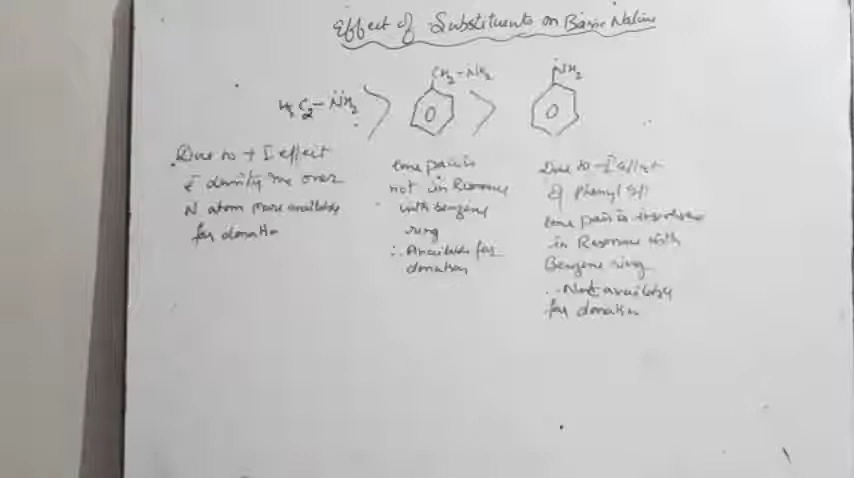 Effect of Substituents on Basic Nature
H5C2-NH2 > CH2-NH2 > NH2
Due to + I effect
e density ↑se over
N atom more available
for donation
lone pair is
not in Resonance
with benzene
ring
∴ Available for
donation
Due to -I effect
of Phenyl gp
lone pair is involved
in Resonance with
Benzene ring
∴ Not available
for donation